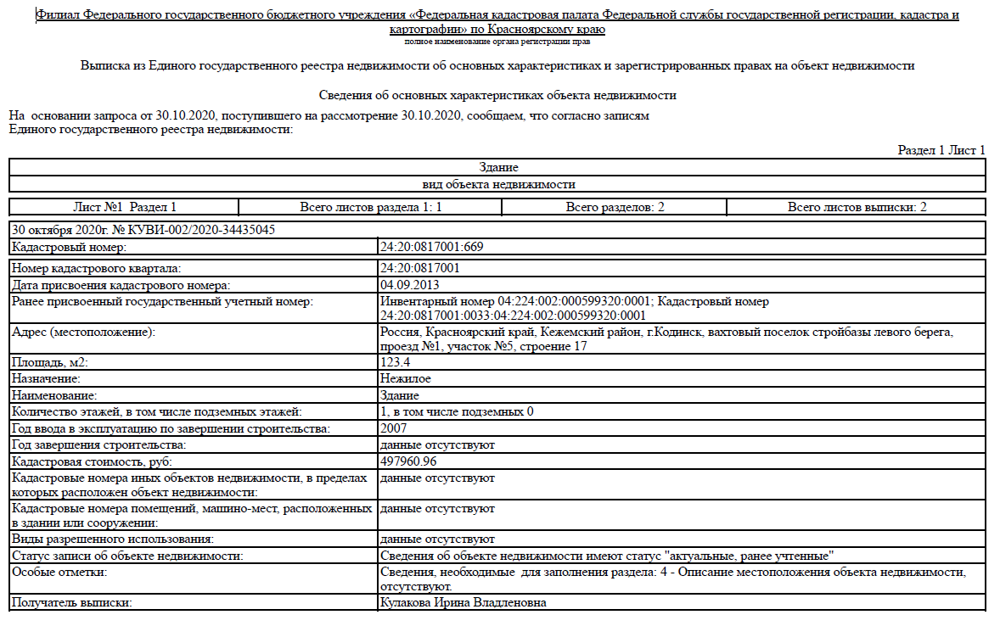 Филиал Федерального государственного бюджетного учреждения «Федеральная кадастровая палата Федеральной службы государственной регистрации, кадастра и
картографии» по Красноярскому краю
полное наименование органа регистрации прав
Выписка из Единого государственного реестра недвижимости об основных характеристиках и зарегистрированных правах на объект недвижимости
Сведения об основных характеристиках объекта недвижимости
На основании запроса от 30.10.2020, поступившего на рассмотрение 30.10.2020, сообщаем, что согласно записям
Единого государственного реестра недвижимости:
Раздел 1 Лист 1
Здание
вид объекта недвижимости
Лист №1 Раздел 1 Всего листов раздела 1: 1 Всего разделов: 2 Всего листов выписки: 2
30 октября 2020г. № КУВИ-002/2020-34435045
Кадастровый номер: 24:20:0817001:669
Номер кадастрового квартала: 24:20:0817001
Дата присвоения кадастрового номера: 04.09.2013
Ранее присвоенный государственный учетный номер: Инвентарный номер 04:224:002:000599320:0001; Кадастровый номер
24:20:0817001:0033:04:224:002:000599320:0001
Адрес (местоположение): Россия, Красноярский край, Кежемский район, г.Кодинск, вахтовый поселок стройбазы левого берега,
проезд №1, участок №5, строение 17
Площадь, м2: 123.4
Назначение: Нежилое
Наименование: Здание
Количество этажей, в том числе подземных этажей: 1, в том числе подземных 0
Год ввода в эксплуатацию по завершении строительства: 2007
Год завершения строительства: данные отсутствуют
Кадастровая стоимость, руб: 497960.96
Кадастровые номера иных объектов недвижимости, в пределах данные отсутствуют
которых расположен объект недвижимости:
Кадастровые номера помещений, машино-мест, расположенных данные отсутствуют
в здании или сооружении:
Виды разрешенного использования: данные отсутствуют
Статус записи об объекте недвижимости: Сведения об объекте недвижимости имеют статус "актуальные, ранее учтенные"
Особые отметки: Сведения, необходимые для заполнения раздела: 4 - Описание местоположения объекта недвижимости,
отсутствуют.
Получатель выписки: Кулакова Ирина Владленовна